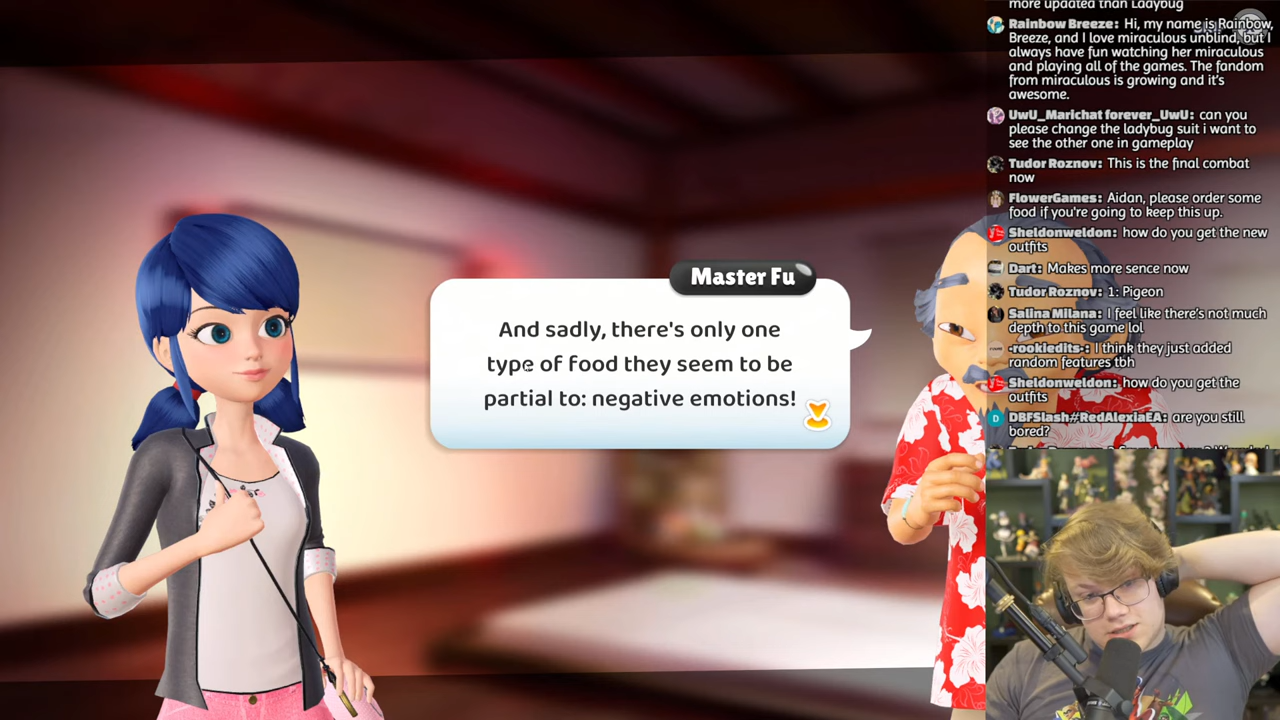 Master Fu
And sadly, there's only one
type of food they seem to be
partial to: negative emotions!
more updated than Ladybug
Rainbow Breeze: Hi, my name is Rainbow,
Breeze, and I love miraculous unblind, but I
always have fun watching her miraculous
and playing all of the games. The fandom
from miraculous is growing and it's
awesome.
UwU_Marichat forever_UwU: can you
please change the ladybug suit i want to
see the other one in gameplay
Tudor Roznov: This is the final combat
now
FlowerGames: Aidan, please order some
food if you're going to keep this up.
Sheldonweldon: how do you get the new
outfits
Dart: Makes more sence now
Tudor Roznov: 1: Pigeon
Salina Milana: I feel like there's not much
depth to this game lol
-rookiedits-: I think they just added
random features tbh
Sheldonweldon: how do you get the
outfits
D
DBFSlash#RedAlexiaEA: are you still
bored?